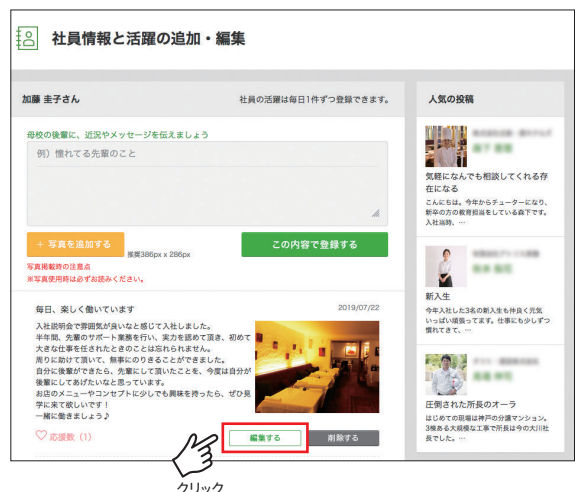 社員情報と活躍の追加・編集
加藤 圭子さん
社員の活躍は毎日1件ずつ登録できます。
母校の後輩に、近況やメッセージを伝えましょう
例）憧れてる先輩のこと
+ 写真を追加する
推奨386px x 286px
この内容で登録する
写真掲載時の注意点
※写真使用時は必ずお読みください。
毎日、楽しく働いています
2019/07/22
入社説明会で雰囲気が良いなと感じて入社しました。
半年間、先輩のサポート業務を行い、実力を認めて頂き、初めて
大きな仕事を任されたときのことは忘れられません。
周りに助けて頂いて、無事にのりきることができました。
自分に後輩ができたら、先輩にして頂いたことを、今度は自分が
後輩にしてあげたいなと思っています。
お店のメニューやコンセプトに少しでも興味を持ったら、ぜひ見
学に来て欲しいです！
一緒に働きましょう♪
♡ 応援数（1）
編集する
削除する
クリック
人気の投稿
気軽になんでも相談してくれる存
在になる
こんにちは。今年からチューターになり、
新卒の方の教育担当をしている森下です。
入社当時、…
新入生
今年入社した3名の新入生も仲良く元気
いっぱい頑張ってます。仕事にも少しずつ
慣れてきて、…
圧倒された所長のオーラ
はじめての現場は神戸の分譲マンション。
3棟ある大規模な工事で所長は今の大川社
長でした。…